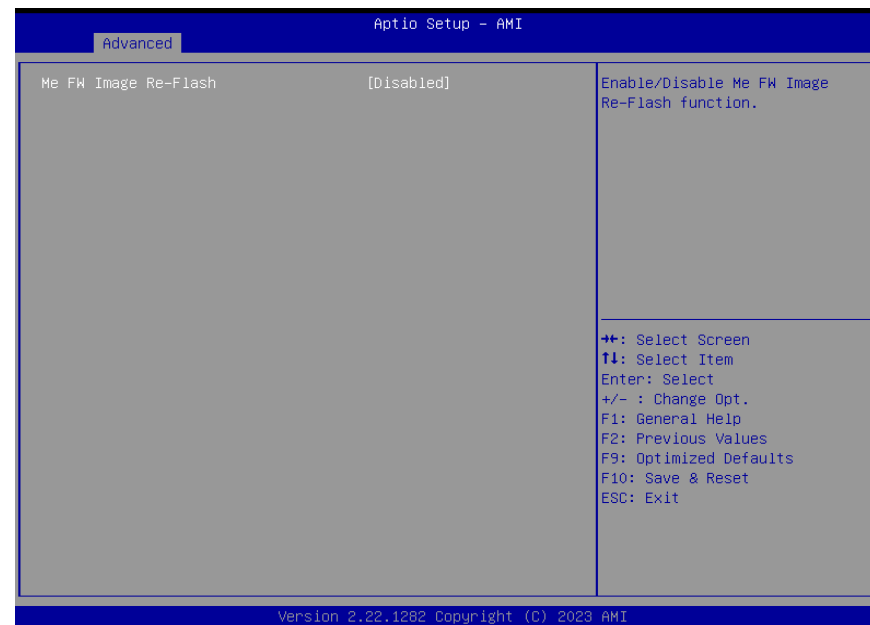 Aptio Setup – AMI
Advanced
Me FW Image Re-Flash [Disabled]
Enable/Disable Me FW Image
Re-Flash function.
→←: Select Screen
↑↓: Select Item
Enter: Select
+/- : Change Opt.
F1: General Help
F2: Previous Values
F9: Optimized Defaults
F10: Save & Reset
ESC: Exit
Version 2.22.1282 Copyright (C) 2023 AMI